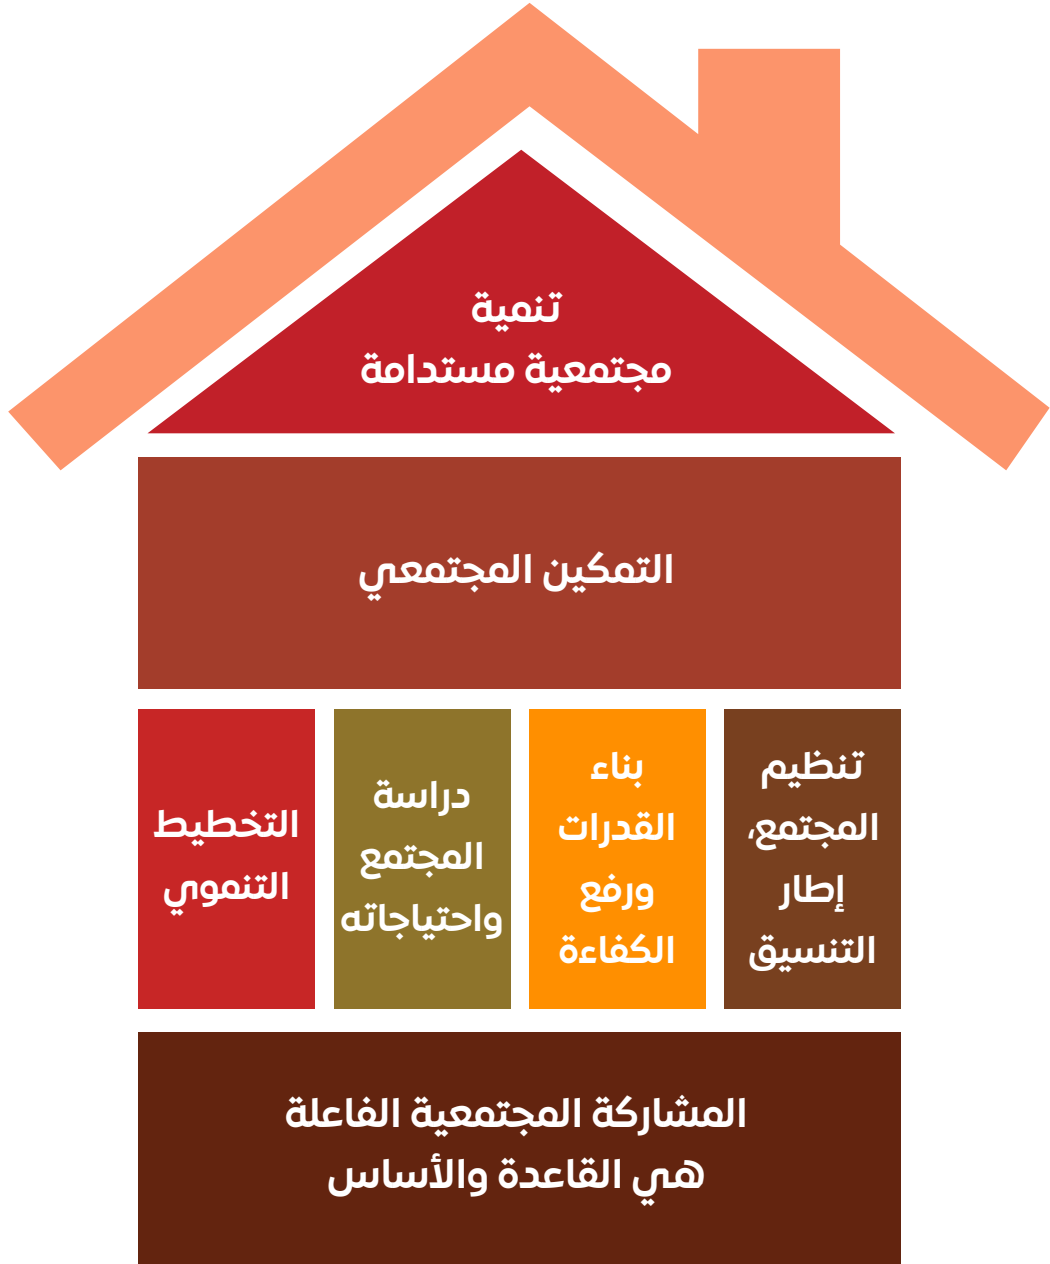 تنمية
مجتمعية مستدامة
التمكين المجتمعي
تنظيم
المجتمع،
إطار
التنسيق
بناء
القدرات
ورفع
الكفاءة
دراسة
المجتمع
واحتياجاته
التخطيط
التنموي
المشاركة المجتمعية الفاعلة
هي القاعدة والأساس